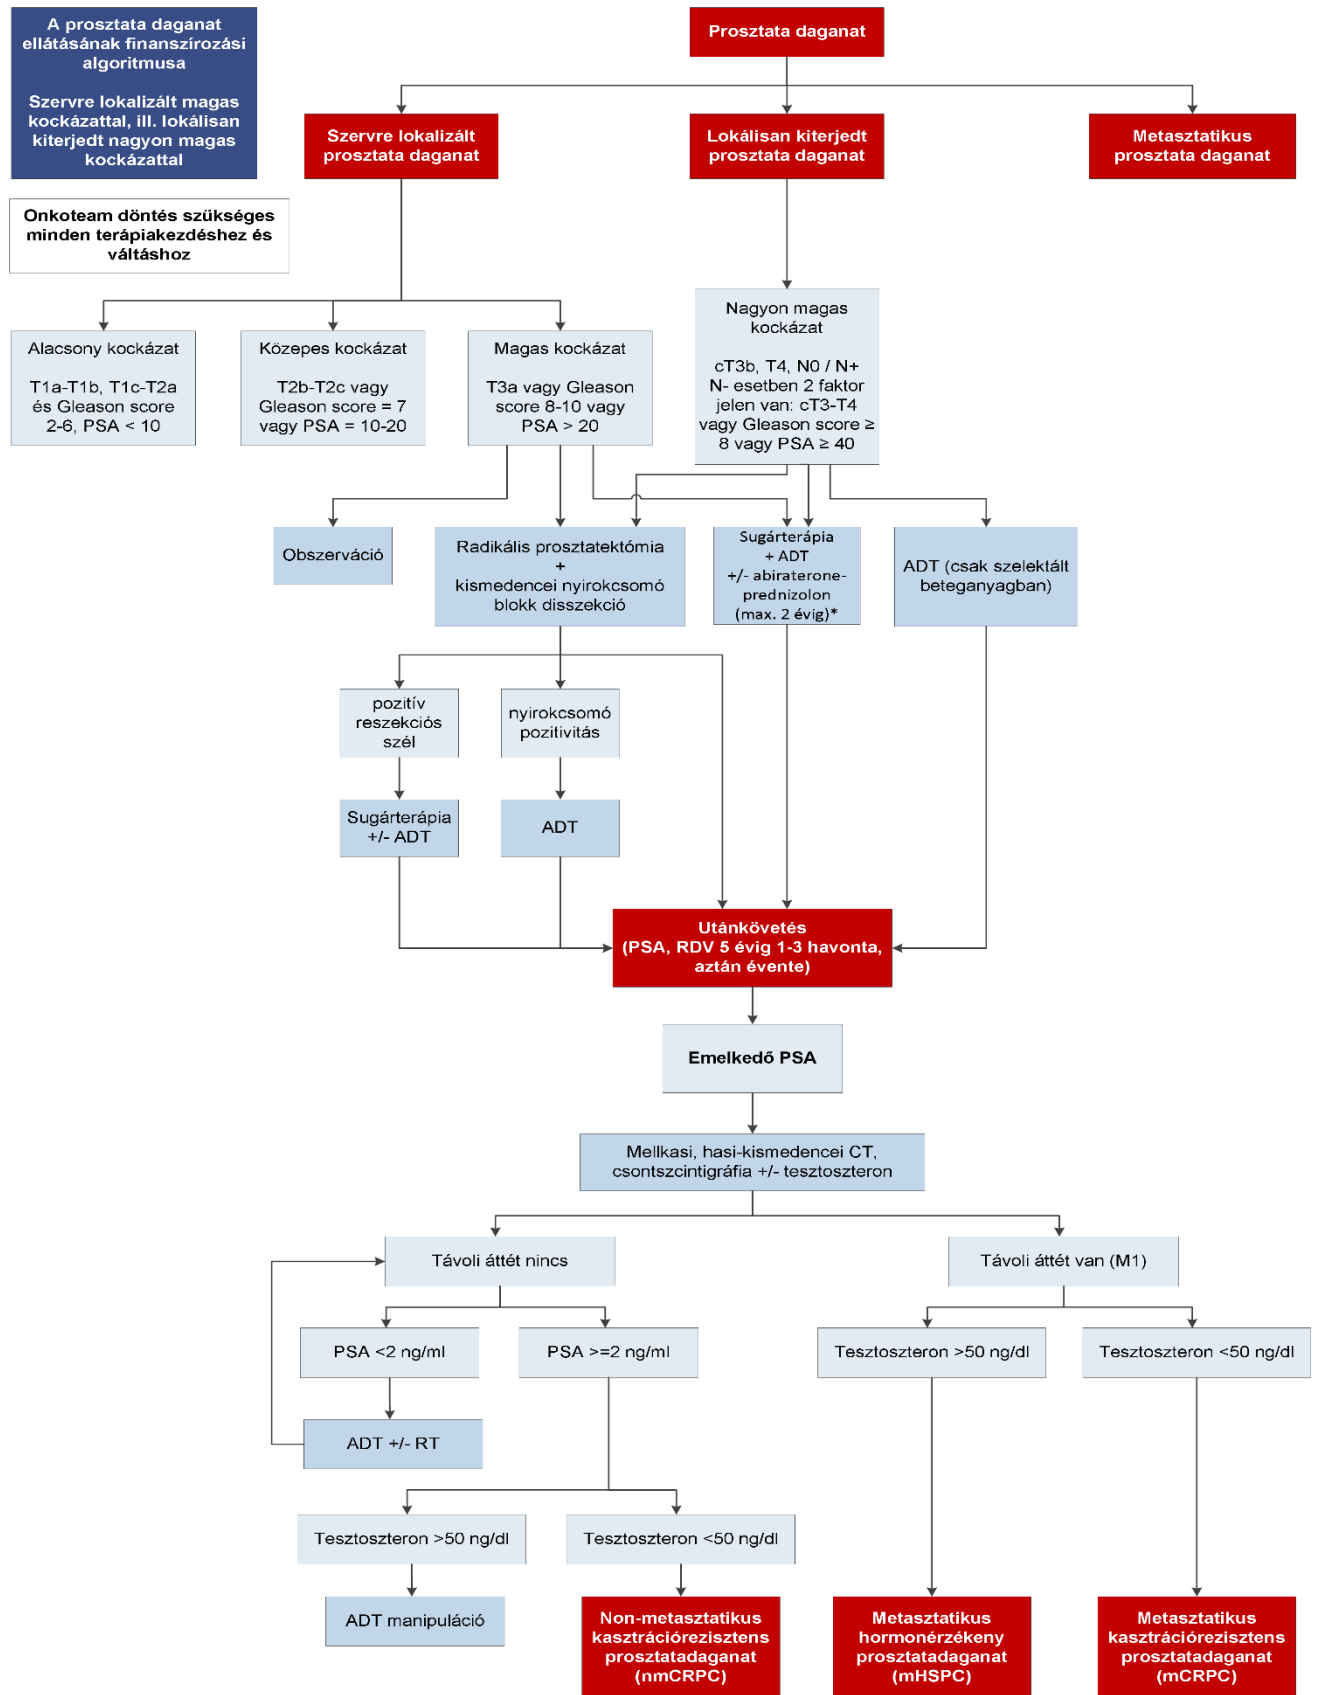 A prosztata daganat
ellátásának finanszírozási
algoritmusa
Szervre lokalizált magas
kockázattal, ill. lokálisan
kiterjedt nagyon magas
kockázattal
Prosztata daganat
Szervre lokalizált
prosztata daganat
Lokálisan kiterjedt
prosztata daganat
Metasztatikus
prosztata daganat
Onkoteam döntés szükséges
minden terápiakezdéshez és
váltáshoz
Alacsony kockázat
T1a-T1b, T1c-T2a
és Gleason score
2-6, PSA < 10
Közepes kockázat
T2b-T2c vagy
Gleason score = 7
vagy PSA = 10-20
Magas kockázat
T3a vagy Gleason
score 8-10 vagy
PSA > 20
Nagyon magas
kockázat
cT3b, T4, N0 / N+
N- esetben 2 faktor
jelen van: cT3-T4
vagy Gleason score ≥
8 vagy PSA ≥ 40
Obszerváció
Radikális prosztatektómia
+
kismedencei nyirokcsomó
blokk disszekció
Sugárterápia
+ ADT
+/- abiraterone-
prednizolon
(max. 2 évig)*
ADT (csak szelektált
beteganyagban)
pozitív
reszekciós
szél
nyirokcsomó
pozitivitás
Sugárterápia
+/- ADT
ADT
Utánkövetés
(PSA, RDV 5 évig 1-3 havonta,
aztán évente)
Emelkedő PSA
Mellkasi, hasi-kismedencei CT,
csontszcintigráfia +/- tesztoszteron
Távoli áttét nincs
Távoli áttét van (M1)
PSA <2 ng/ml
PSA >=2 ng/ml
Tesztoszteron >50 ng/dl
Tesztoszteron <50 ng/dl
ADT +/- RT
Tesztoszteron >50 ng/dl
Tesztoszteron <50 ng/dl
ADT manipuláció
Non-metasztatikus
kasztrációrezisztens
prosztatadaganat
(nmCRPC)
Metasztatikus
hormonérzékeny
prosztatadaganat
(mHSPC)
Metasztatikus
kasztrációrezisztens
prosztatadaganat
(mCRPC)